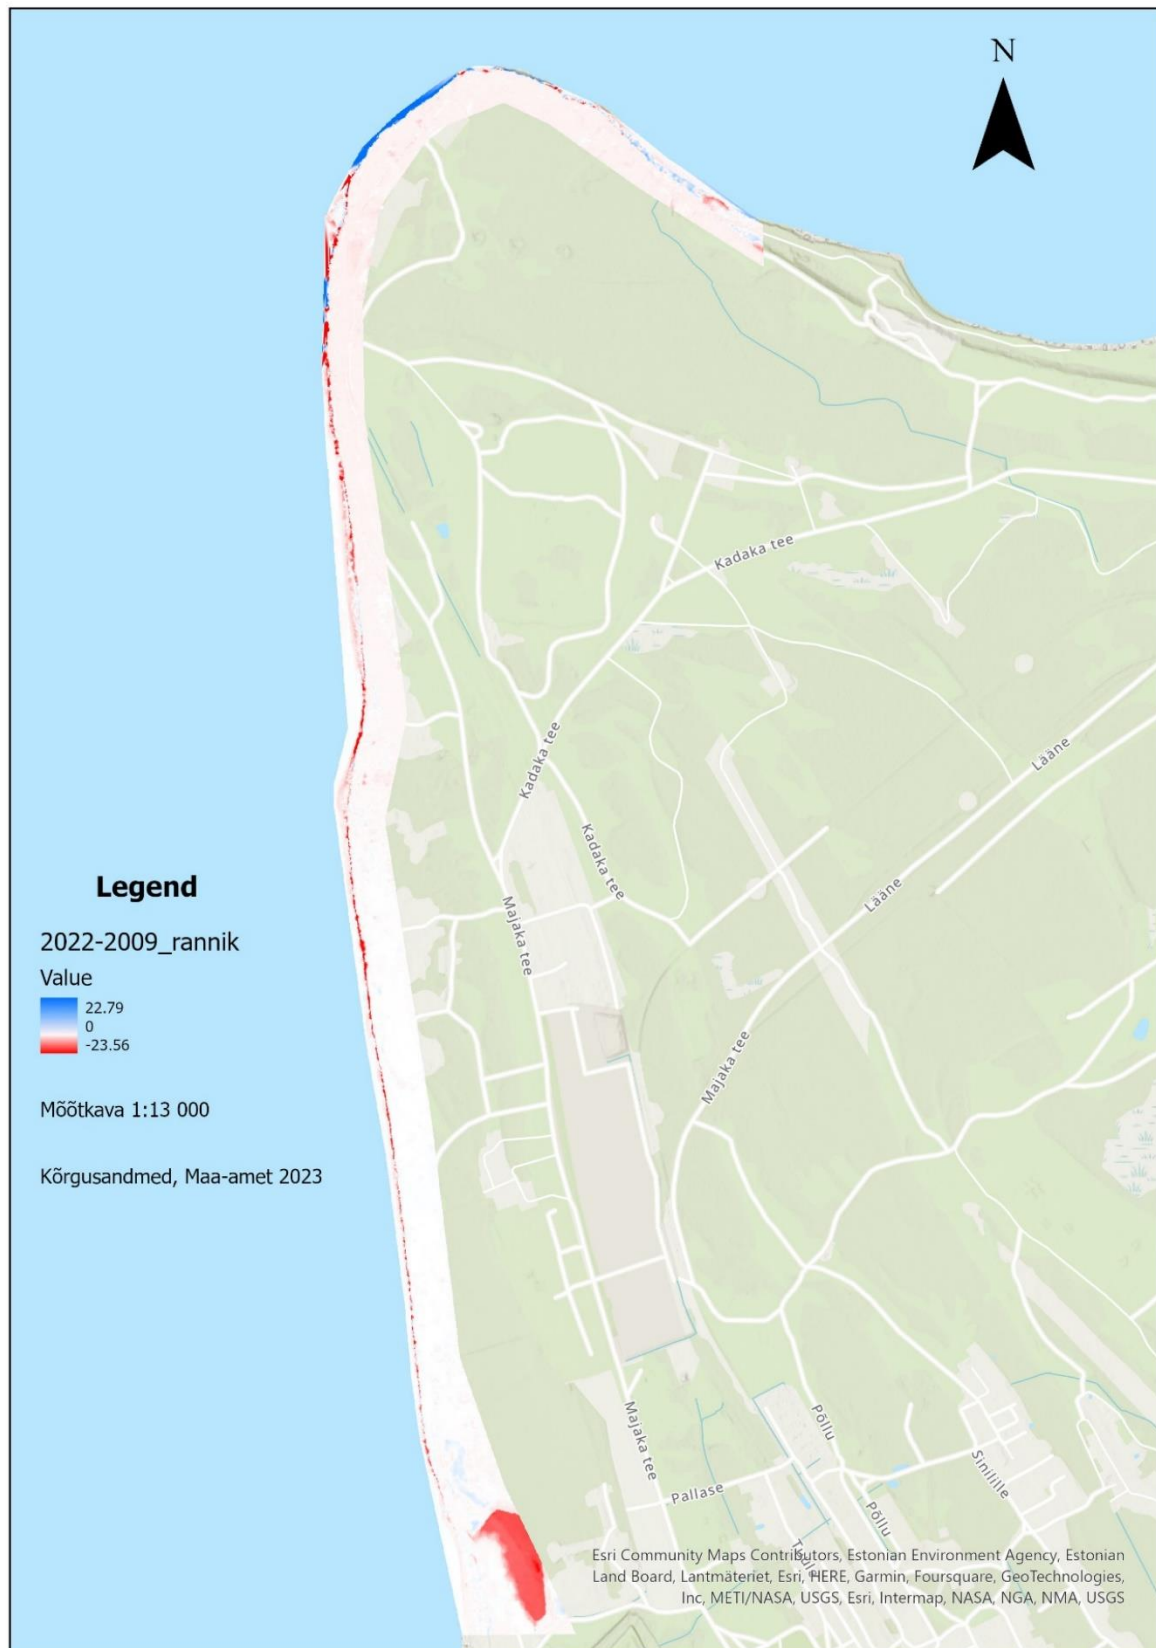 N
Kadaka tee
Lääne
Kadaka tee
Kadaka tee
Lääne
Majaka tee
Majaka tee
Legend
2022-2009_rannik
Value
22.79
0
-23.56
Mõõtkava 1:13 000
Kõrgusandmed, Maa-amet 2023
Majaka tee
Põllu
Sinilille
Pallase
Põllu
Esri Community Maps Contributors, Estonian Environment Agency, Estonian
Land Board, Lantmäteriet, Esri, HERE, Garmin, Foursquare, GeoTechnologies,
Inc, METI/NASA, USGS, Esri, Intermap, NASA, NGA, NMA, USGS